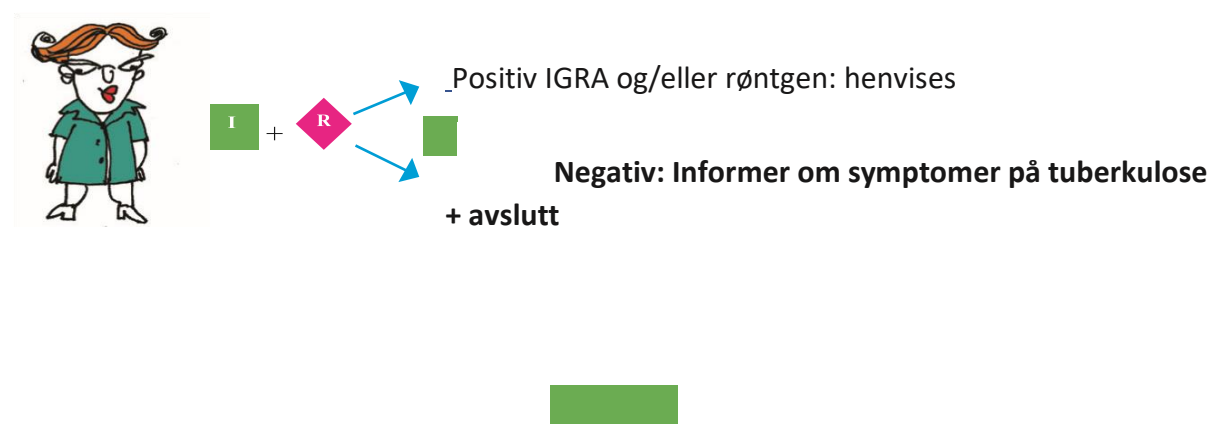 Positiv IGRA og/eller røntgen: henvises
I + R
Negativ: Informer om symptomer på tuberkulose
+ avslutt